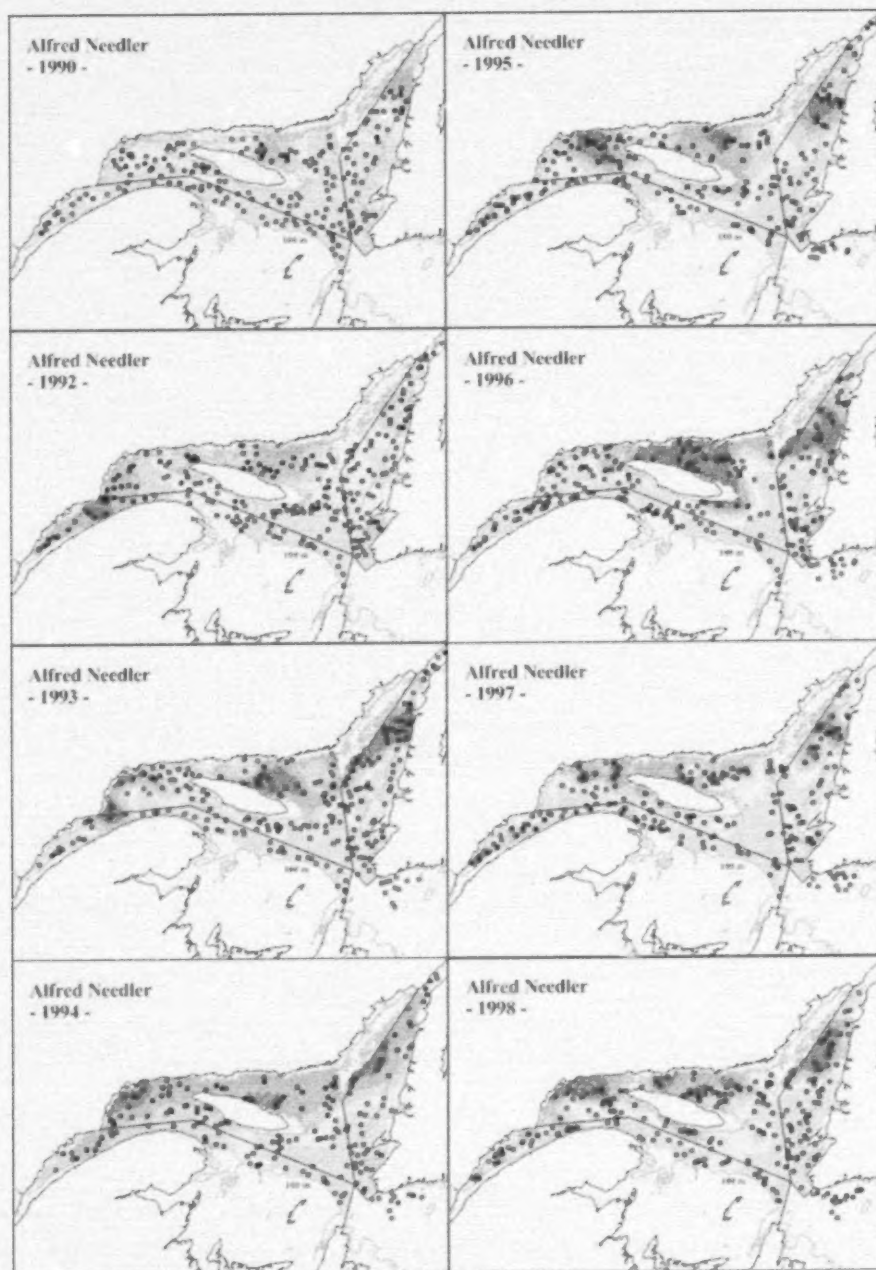 Alfred Needler
- 1990 -
Alfred Needler
- 1992 -
Alfred Needler
- 1993 -
Alfred Needler
- 1994 -
Alfred Needler
- 1995 -
Alfred Needler
- 1996 -
Alfred Needler
- 1997 -
Alfred Needler
- 1998 -